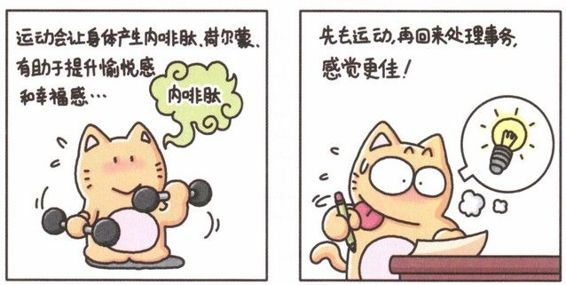 运动会让身体产生内啡肽、荷尔蒙、
有助于提升愉悦感
和幸福感…
内啡肽
先去运动,再回来处理事务,
感觉更佳!